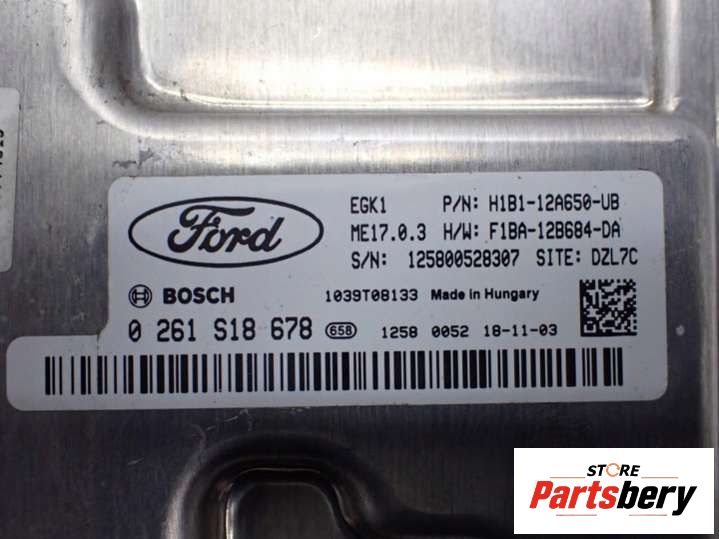 Ford
EGK1 P/N: H1B1-12A650-UB
ME17.0.3 H/W: F1BA-12B684-DA
S/N: 125800528307 SITE: DZL7C
BOSCH 1039T08133 Made in Hungary
0 261 S18 678 658 1258 0052 18-11-03
STORE
Partsbery